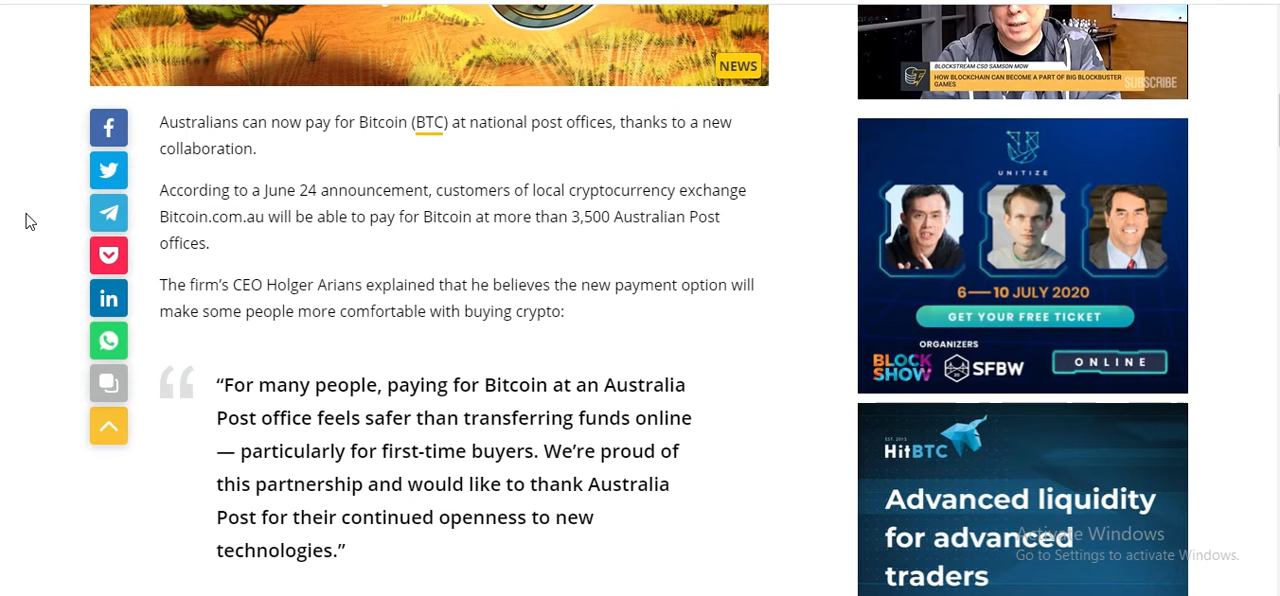 NEWS
Australians can now pay for Bitcoin (BTC) at national post offices, thanks to a new
collaboration.
According to a June 24 announcement, customers of local cryptocurrency exchange
Bitcoin.com.au will be able to pay for Bitcoin at more than 3,500 Australian Post
offices.
The firm’s CEO Holger Arians explained that he believes the new payment option will
make some people more comfortable with buying crypto:
“For many people, paying for Bitcoin at an Australia
Post office feels safer than transferring funds online
— particularly for first-time buyers. We’re proud of
this partnership and would like to thank Australia
Post for their continued openness to new
technologies.”
BLOCKSTREAM CSO SAMSON MOW
HOW BLOCKCHAIN CAN BECOME A PART OF BIG BLOCKBUSTER
GAMES
SUBSCRIBE
UNITIZE
6—10 JULY 2020
GET YOUR FREE TICKET
ORGANIZERS
BLOCK
SHOW
SFBW
ONLINE
EST. 2013
HitBTC
Advanced liquidity
for advanced
traders
Activate Windows
Go to Settings to activate Windows.